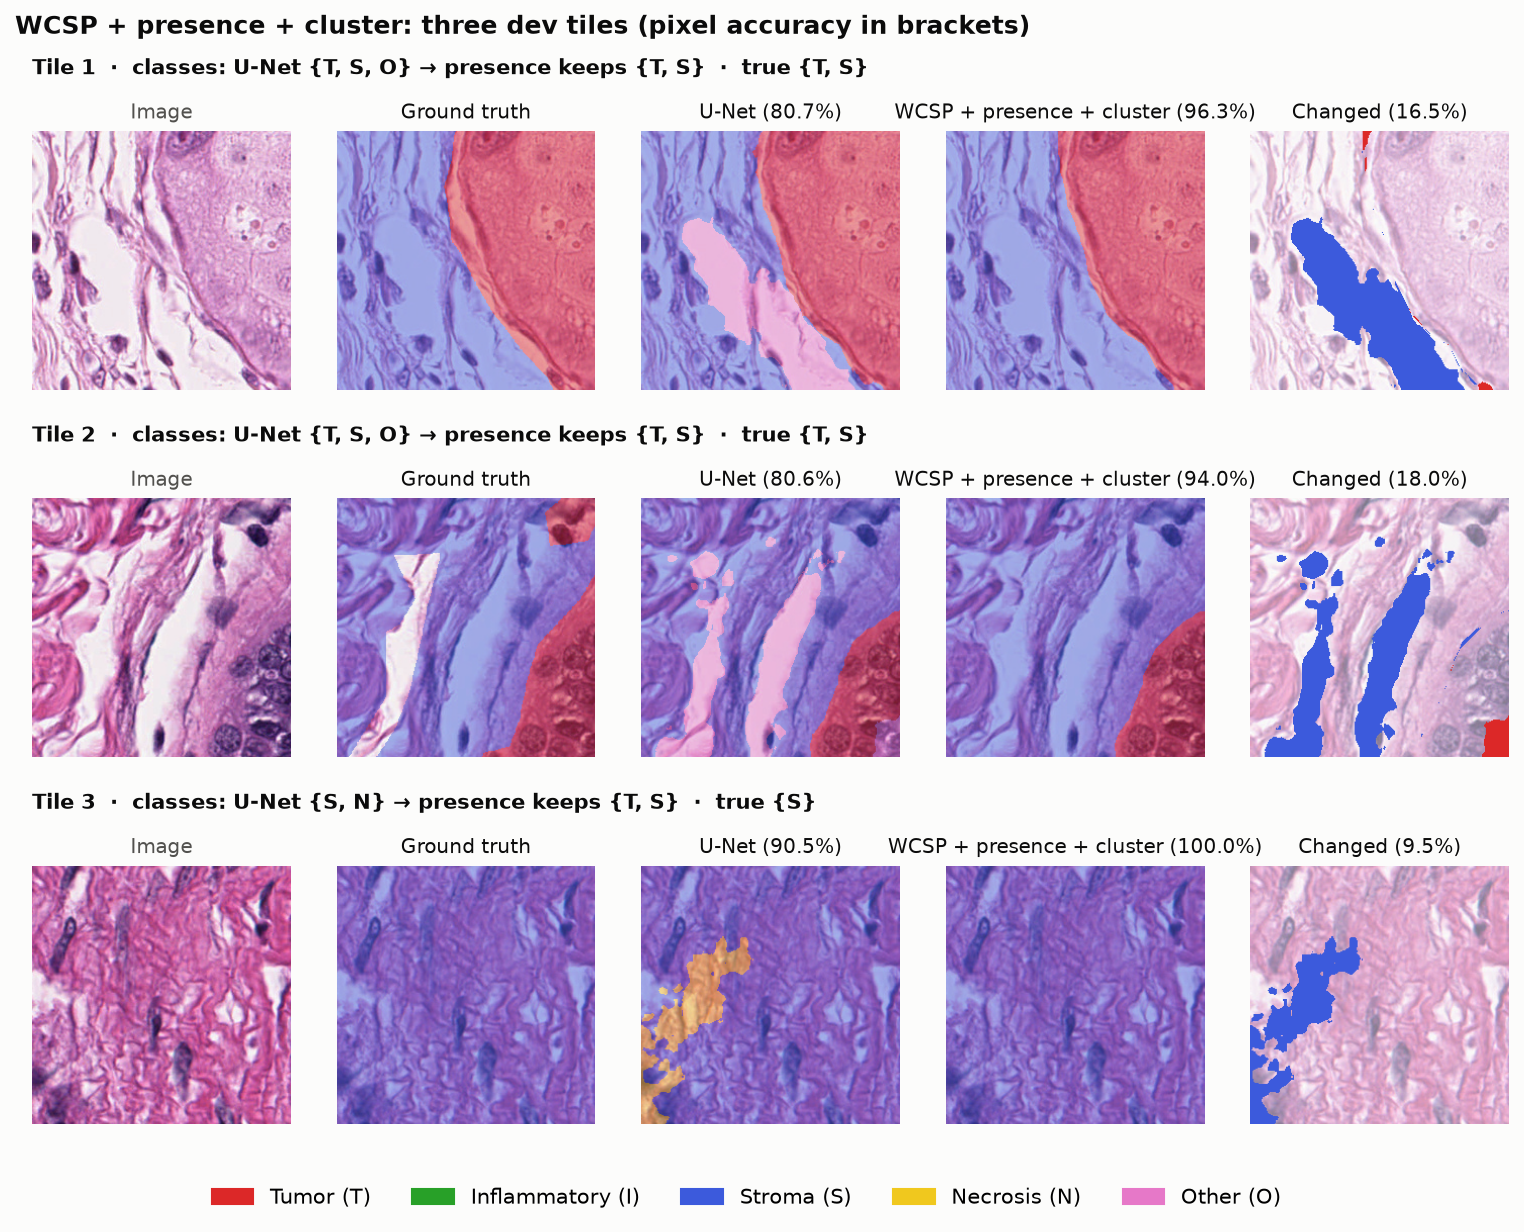 WCSP + presence + cluster: three dev tiles (pixel accuracy in brackets)
Tile 1 · classes: U-Net {T, S, O} → presence keeps {T, S} · true {T, S}
Image Ground truth U-Net (80.7%) WCSP + presence + cluster (96.3%) Changed (16.5%)
Tile 2 · classes: U-Net {T, S, O} → presence keeps {T, S} · true {T, S}
Image Ground truth U-Net (80.6%) WCSP + presence + cluster (94.0%) Changed (18.0%)
Tile 3 · classes: U-Net {S, N} → presence keeps {T, S} · true {S}
Image Ground truth U-Net (90.5%) WCSP + presence + cluster (100.0%) Changed (9.5%)
Tumor (T) Inflammatory (I) Stroma (S) Necrosis (N) Other (O)